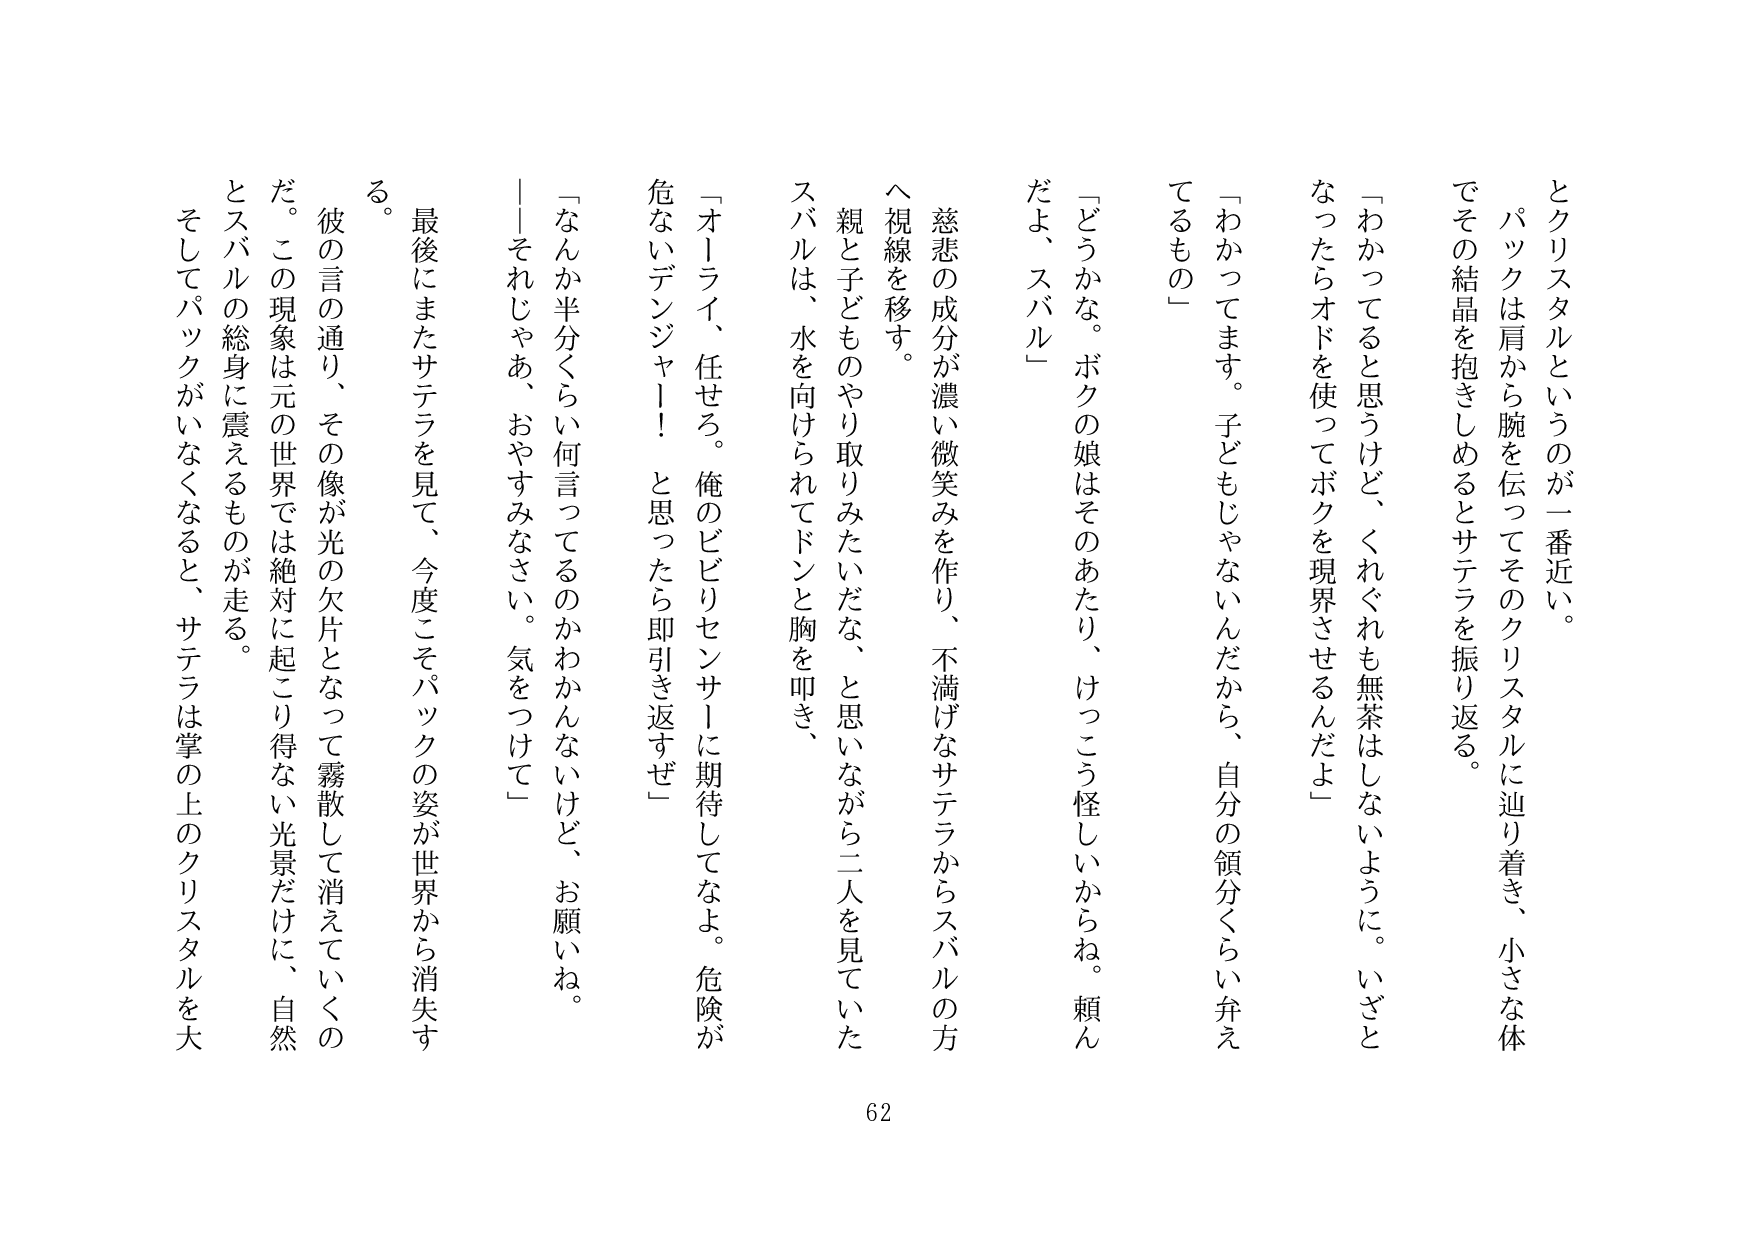 とクリスタルというのが一番近い。
　パックは肩から腕を伝ってそのクリスタルに辿り着き、小さな体
でその結晶を抱きしめるとサテラを振り返る。
「わかってると思うけど、くれぐれも無茶はしないように。いざと
なったらオドを使ってボクを現界させるんだよ」
「わかってます。子どもじゃないんだから、自分の領分くらい弁え
てるもの」
「どうかな。ボクの娘はそのあたり、けっこう怪しいからね。頼ん
だよ、スバル」
　慈悲の成分が濃い微笑みを作り、不満げなサテラからスバルの方
へ視線を移す。
　親と子どものやり取りみたいだな、と思いながら二人を見ていた
スバルは、水を向けられてドンと胸を叩き、
「オーライ、任せろ。俺のビビりセンサーに期待してなよ。危険が
危ないデンジャー！　と思ったら即引き返すぜ」
「なんか半分くらい何言ってるのかわかんないけど、お願いね。
――それじゃあ、おやすみなさい。気をつけて」
　最後にまたサテラを見て、今度こそパックの姿が世界から消失す
る。
　彼の言の通り、その像が光の欠片となって霧散して消えていくの
だ。この現象は元の世界では絶対に起こり得ない光景だけに、自然
とスバルの総身に震えるものが走る。
　そしてパックがいなくなると、サテラは掌の上のクリスタルを大
62